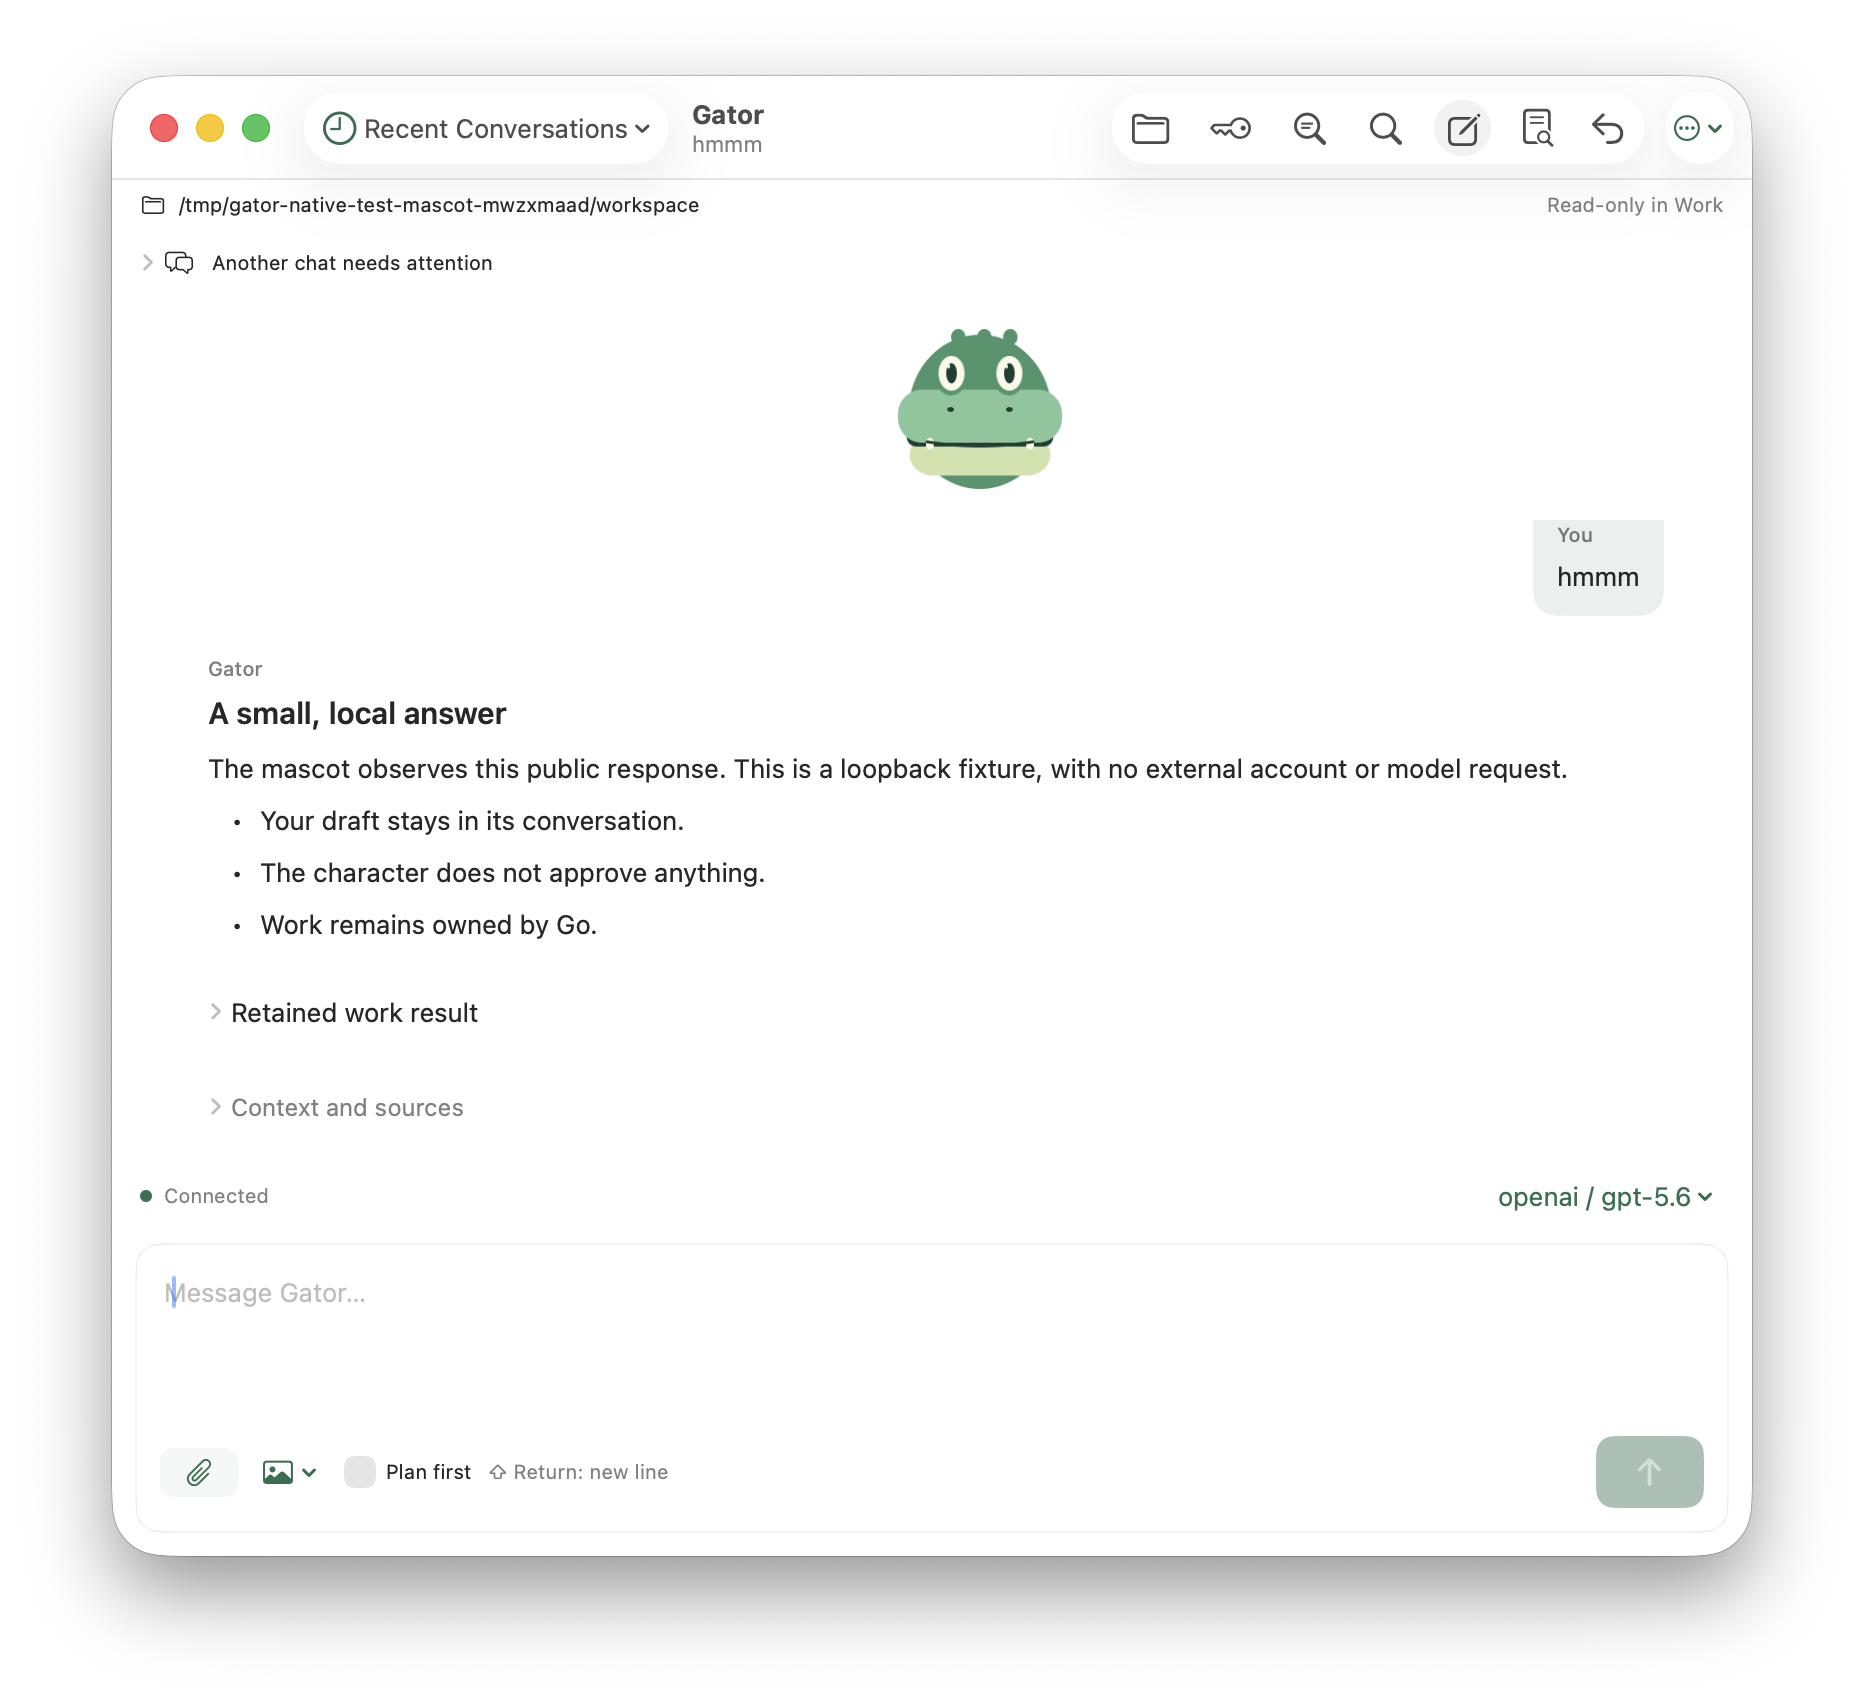 Recent Conversations
Gator
hmmm
/tmp/gator-native-test-mascot-mwzxmaad/workspace
Read-only in Work
Another chat needs attention
You
hmmm
Gator
A small, local answer
The mascot observes this public response. This is a loopback fixture, with no external account or model request.
• Your draft stays in its conversation.
• The character does not approve anything.
• Work remains owned by Go.
Retained work result
Context and sources
Connected
openai / gpt-5.6
Message Gator...
Plan first
Return: new line